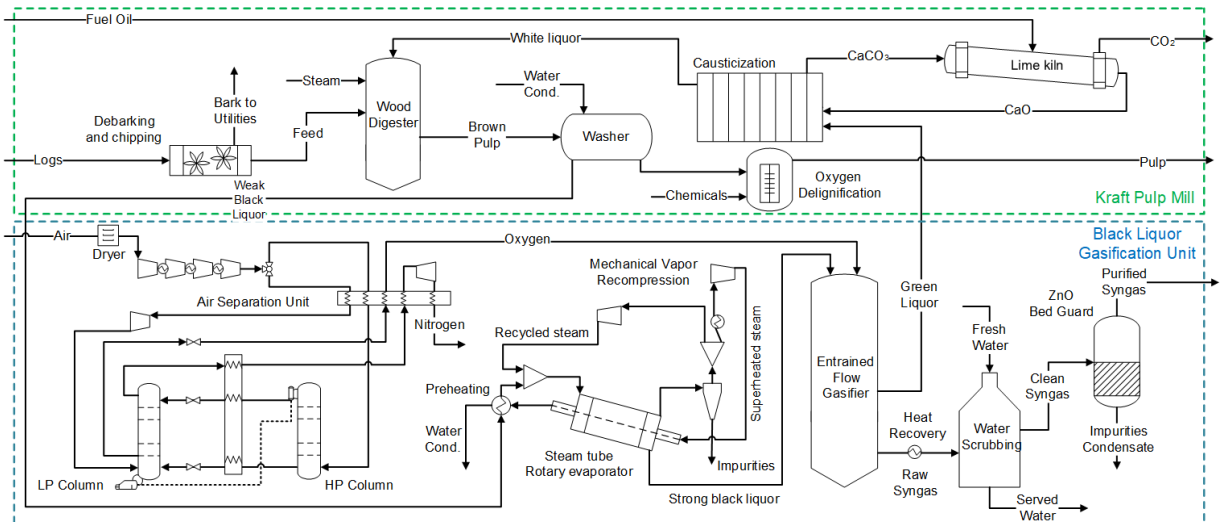 Fuel Oil
White liquor
CaCO₃
CO₂
Lime kiln
Causticization
Steam
Water
Cond.
Bark to
Utilities
Wood
Digester
CaO
Debarking
and chipping
Feed
Brown
Pulp
Washer
Logs
Pulp
Oxygen
Delignification
Chemicals
Weak
Black
Liquor
Kraft Pulp Mill
Air
Dryer
Oxygen
Black Liquor
Gasification Unit
Mechanical Vapor
Recompression
Purified
Syngas
Air Separation Unit
Green
Liquor
ZnO
Bed Guard
Nitrogen
Recycled steam
Superheated steam
Fresh
Water
Entrained
Flow
Gasifier
Preheating
Clean
Syngas
Heat
Recovery
Water
Scrubbing
Water
Cond.
Steam tube
Rotary evaporator
Impurities
Impurities
Condensate
Raw
Syngas
LP Column
HP Column
Strong black liquor
Served
Water